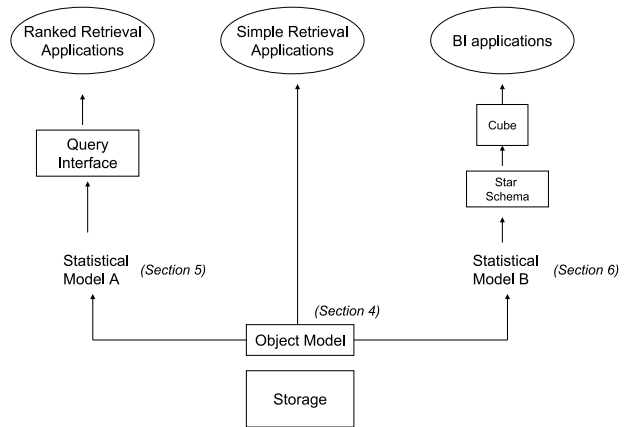 Ranked Retrieval
Applications
Simple Retrieval
Applications
BI applications
Query
Interface
Cube
Star
Schema
Statistical
Model A
(Section 5)
Statistical
Model B
(Section 6)
(Section 4)
Object Model
Storage